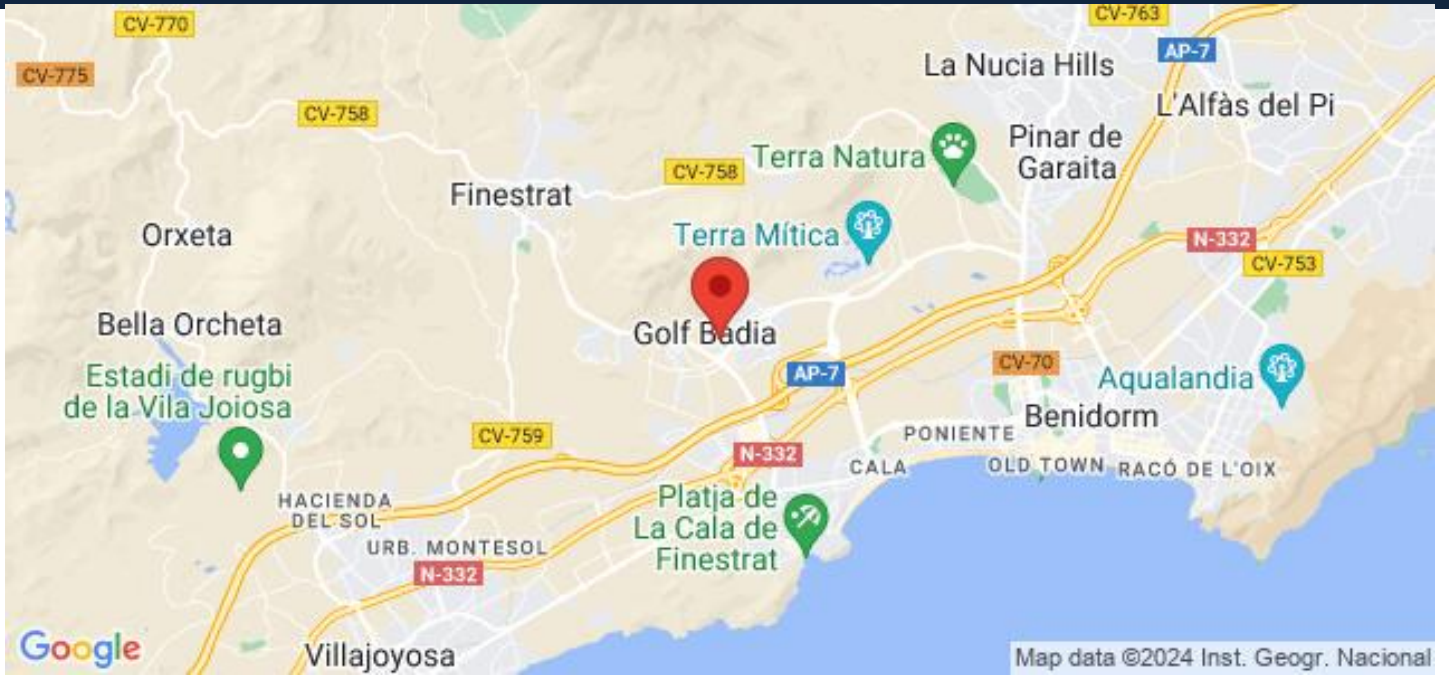 CV-770
CV-763
CV-775
La Nucia Hills
AP-7
CV-758
L'Alfàs del Pi
Pinar de
Garaita
Terra Natura
CV-758
Finestrat
Orxeta
Terra Mítica
N-332
CV-753
Bella Orcheta
Golf Badia
Estadi de rugbi
de la Vila Joiosa
AP-7
CV-70
Aqualandia
Benidorm
CV-759
PONIENTE
N-332
CALA
OLD TOWN
RACÓ DE L'OIX
HACIENDA
DEL SOL
Platja de
La Cala de
Finestrat
URB. MONTESOL
N-332
Google
Villajoyosa
Map data ©2024 Inst. Geogr. Nacional